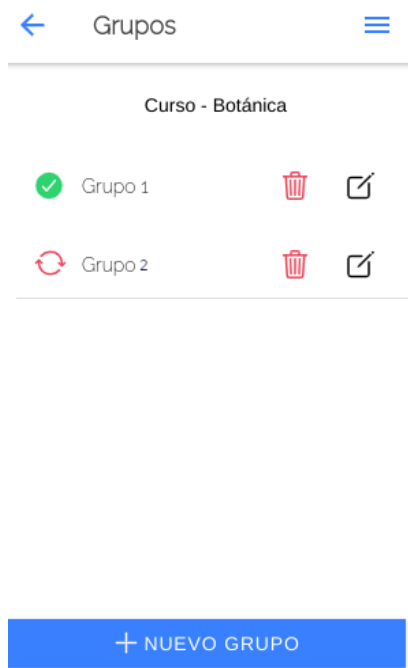 Grupos
Curso - Botánica
Grupo 1
Grupo 2
NUEVO GRUPO